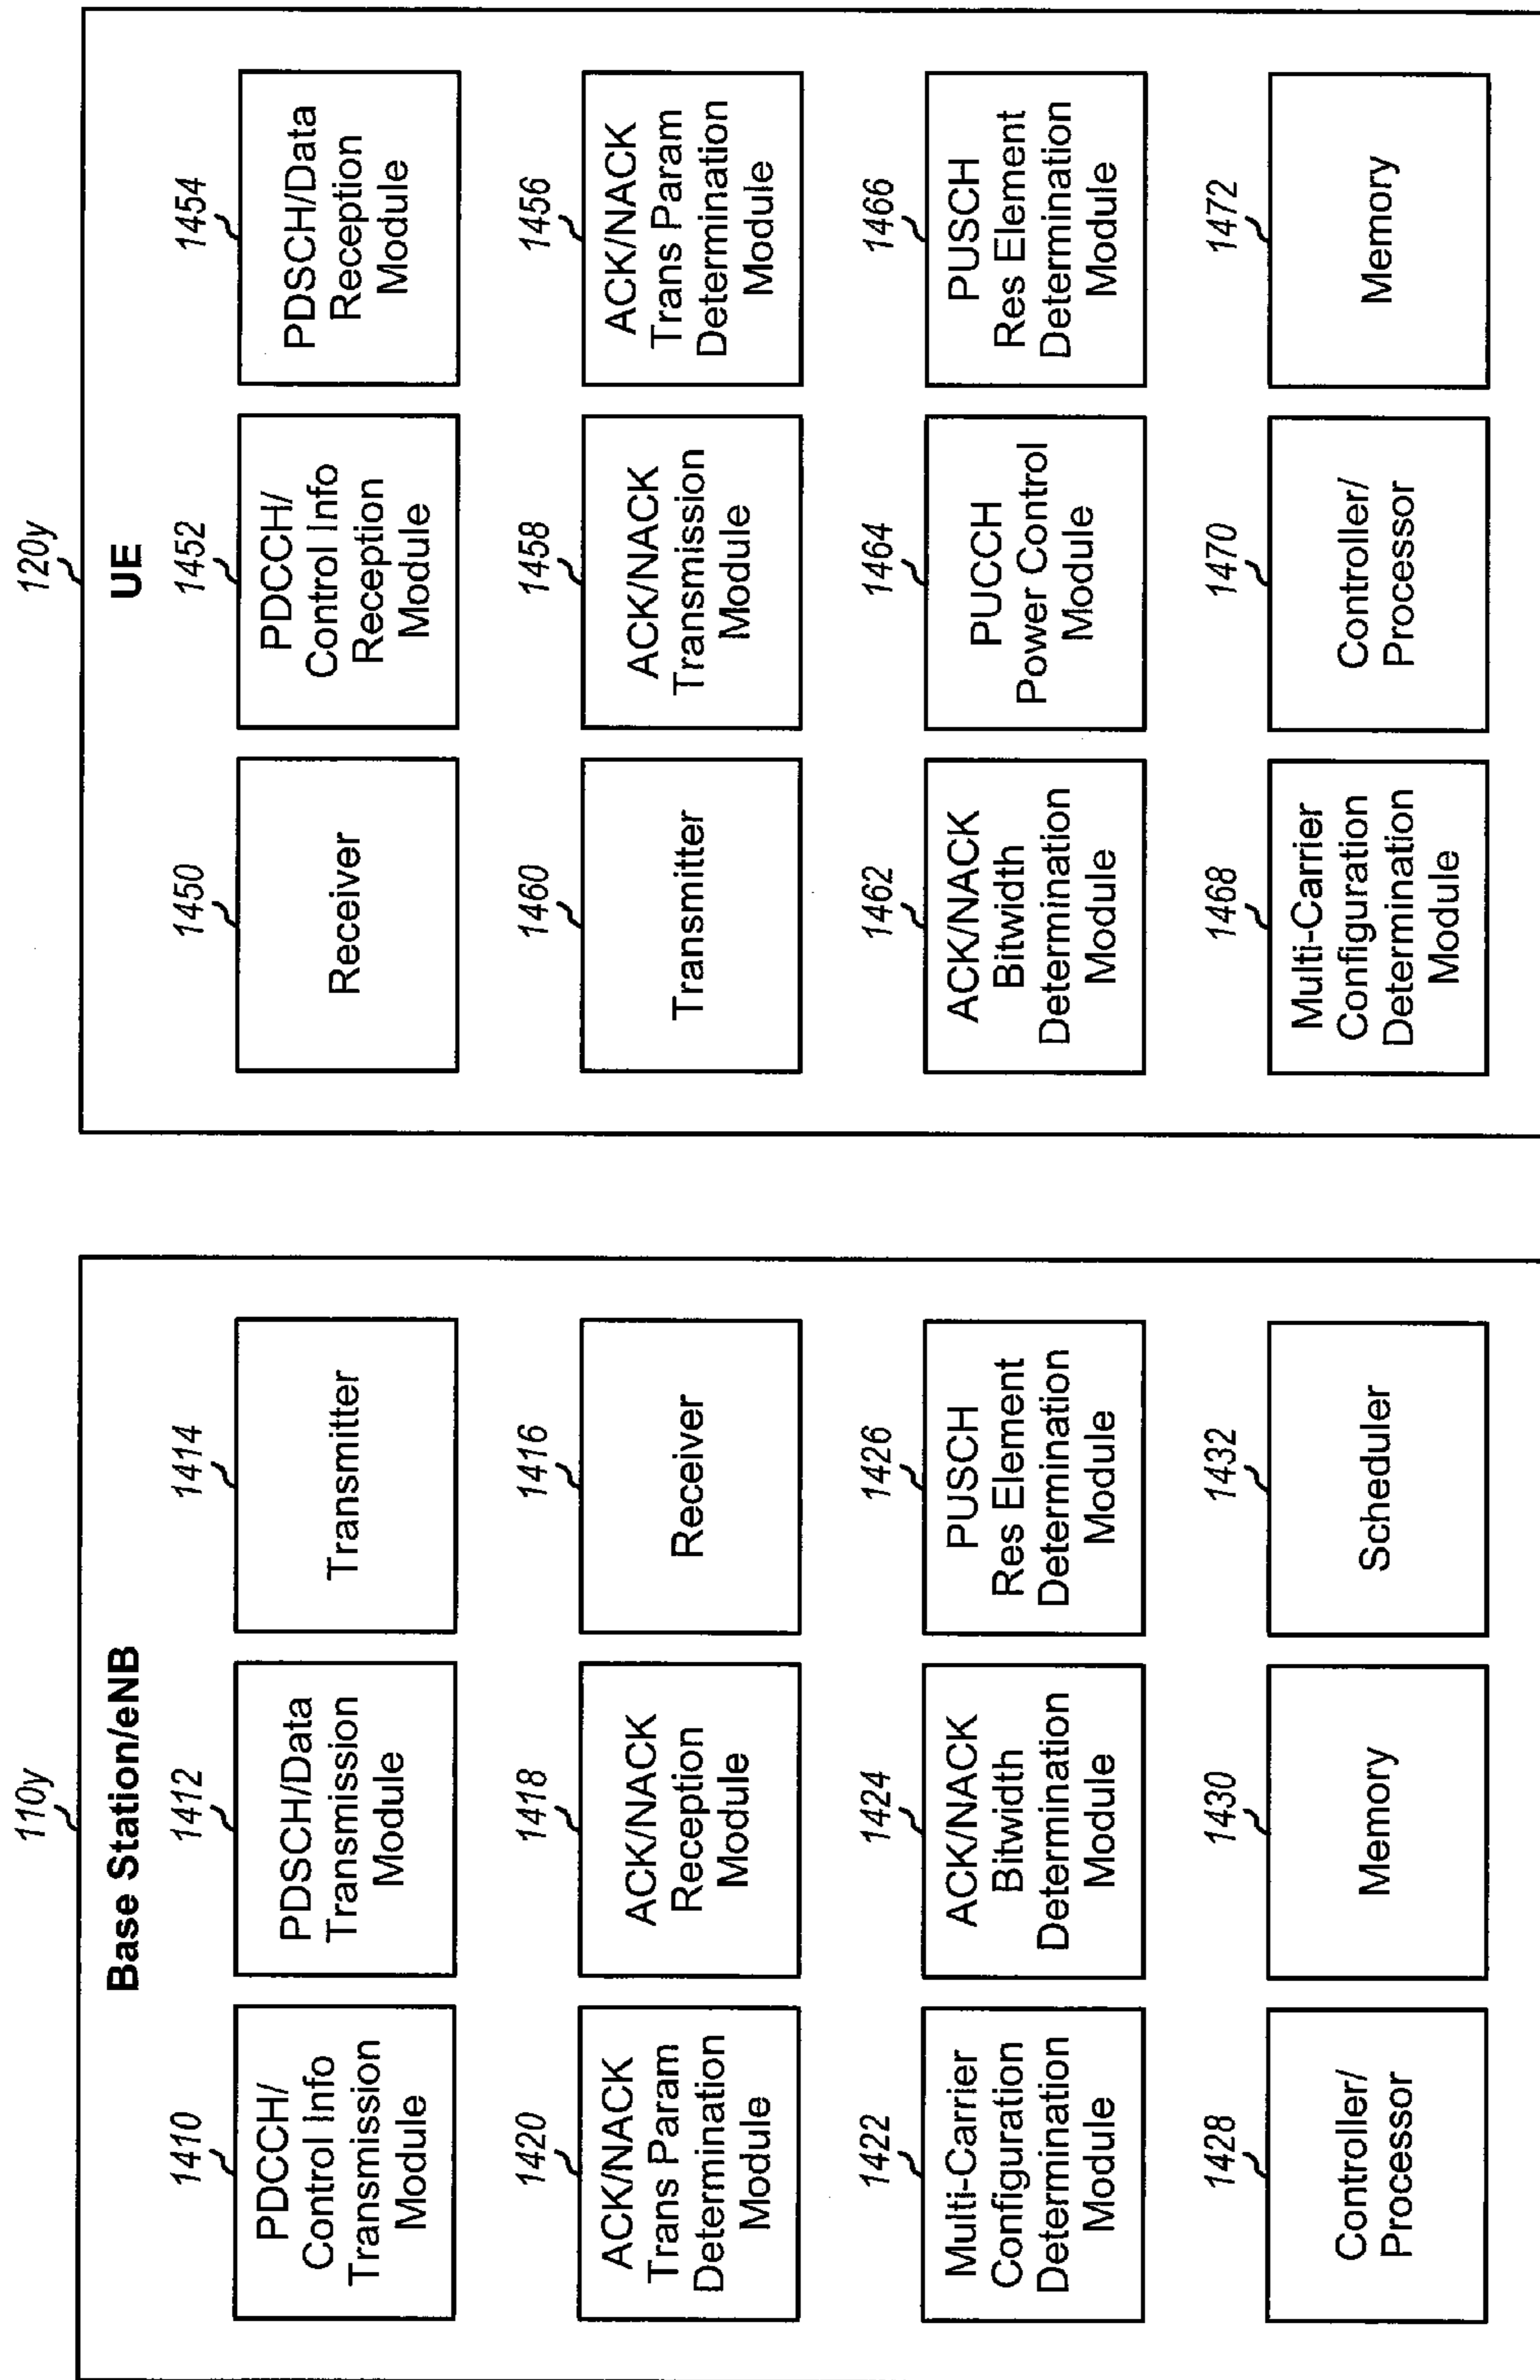 110y
Base Station/eNB
1410
PDCCH/
Control Info
Transmission
Module
1412
PDSCH/Data
Transmission
Module
1414
Transmitter
1420
ACK/NACK
Trans Param
Determination
Module
1418
ACK/NACK
Reception
Module
1416
Receiver
1422
Multi-Carrier
Configuration
Determination
Module
1424
ACK/NACK
Bitwidth
Determination
Module
1426
PUSCH
Res Element
Determination
Module
1428
Controller/
Processor
1430
Memory
1432
Scheduler
120y
UE
1450
Receiver
1452
PDCCH/
Control Info
Reception
Module
1454
PDSCH/Data
Reception
Module
1460
Transmitter
1458
ACK/NACK
Transmission
Module
1456
ACK/NACK
Trans Param
Determination
Module
1462
ACK/NACK
Bitwidth
Determination
Module
1464
PUCCH
Power Control
Module
1466
PUSCH
Res Element
Determination
Module
1468
Multi-Carrier
Configuration
Determination
Module
1470
Controller/
Processor
1472
Memory